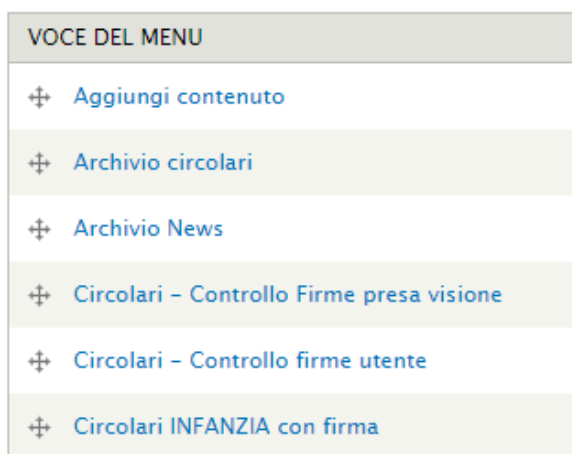 VOCE DEL MENU
Aggiungi contenuto
Archivio circolari
Archivio News
Circolari – Controllo Firme presa visione
Circolari – Controllo firme utente
Circolari INFANZIA con firma